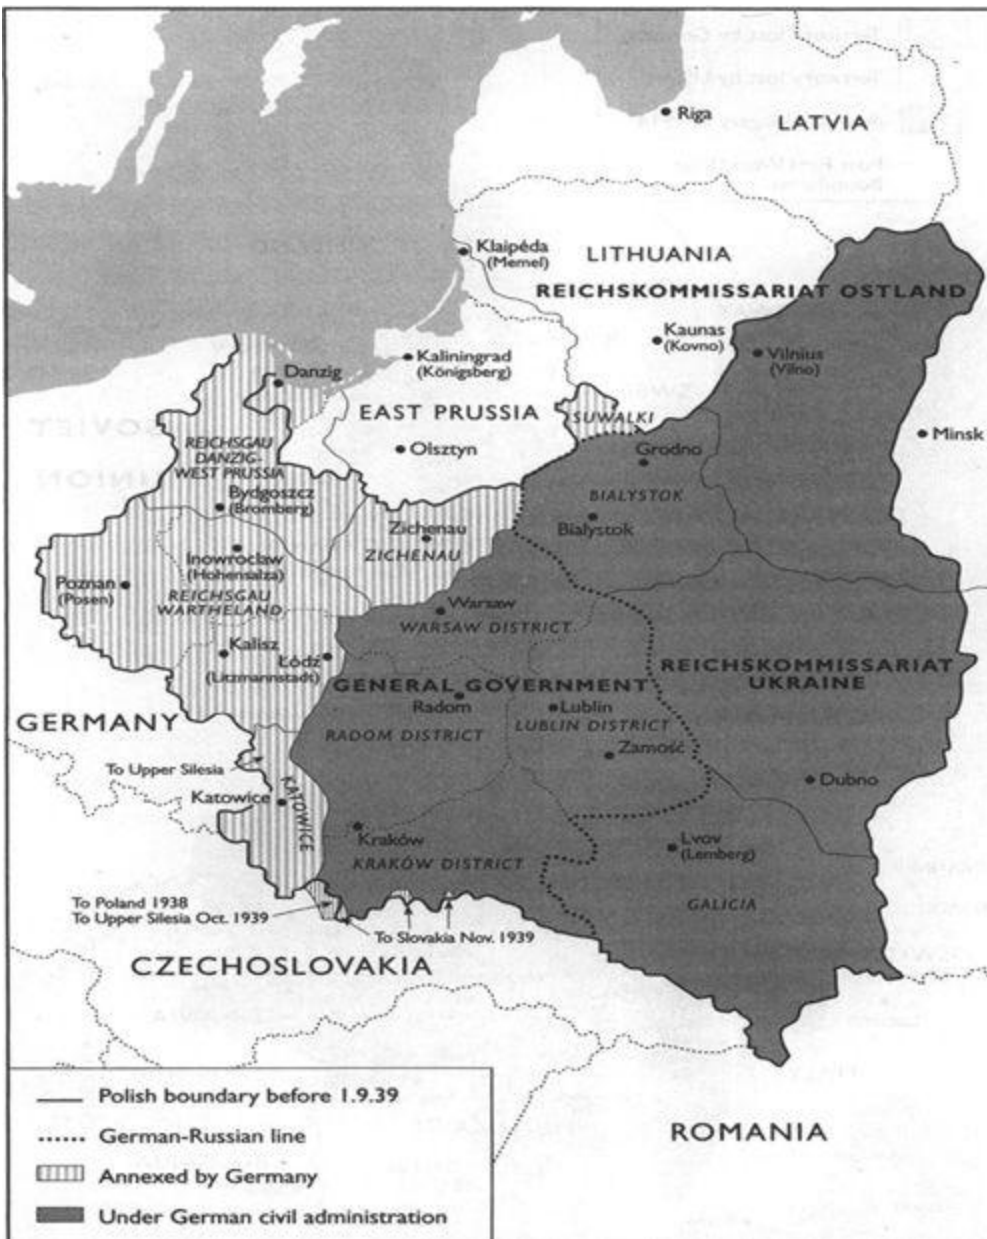 Riga
LATVIA
Klaipéda
(Memel)
LITHUANIA
REICHSKOMMISSARIAT OSTLAND
Kaunas
(Kovno)
Vilnius
(Vilno)
Danzig
Kaliningrad
(Königsberg)
EAST PRUSSIA
SUWALKI
SOVIET
UNION
Minsk
Olsztyn
Grodno
REICHSGAU
DANZIG-
WEST PRUSSIA
Bydgoszcz
(Bromberg)
BIALYSTOK
Bialystok
Zichenau
ZICHENAU
Inowroclaw
(Hohensalza)
Poznan
(Posen)
REICHSGAU
WARTHELAND
Warsaw
WARSAW DISTRICT
Kalisz
Łódź
(Litzmannstadt)
REICHSKOMMISSARIAT
UKRAINE
GENERAL GOVERNMENT
Radom
RADOM DISTRICT
Lublin
LUBLIN DISTRICT
GERMANY
Zamość
To Upper Silesia
Dubno
Katowice
KATOWICE
Kraków
KRAKÓW DISTRICT
Lvov
(Lemberg)
To Poland 1938
To Upper Silesia Oct. 1939
GALICIA
To Slovakia Nov. 1939
CZECHOSLOVAKIA
ROMANIA
Polish boundary before 1.9.39
German-Russian line
Annexed by Germany
Under German civil administration